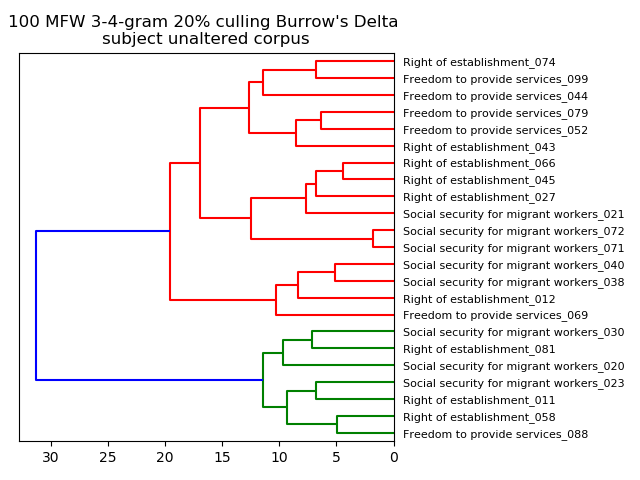 100 MFW 3-4-gram 20% culling Burrow's Delta
subject unaltered corpus
Right of establishment_074
Freedom to provide services_099
Freedom to provide services_044
Freedom to provide services_079
Freedom to provide services_052
Right of establishment_043
Right of establishment_066
Right of establishment_045
Right of establishment_027
Social security for migrant workers_021
Social security for migrant workers_072
Social security for migrant workers_071
Social security for migrant workers_040
Social security for migrant workers_038
Right of establishment_012
Freedom to provide services_069
Social security for migrant workers_030
Right of establishment_081
Social security for migrant workers_020
Social security for migrant workers_023
Right of establishment_011
Right of establishment_058
Freedom to provide services_088
30 25 20 15 10 5 0